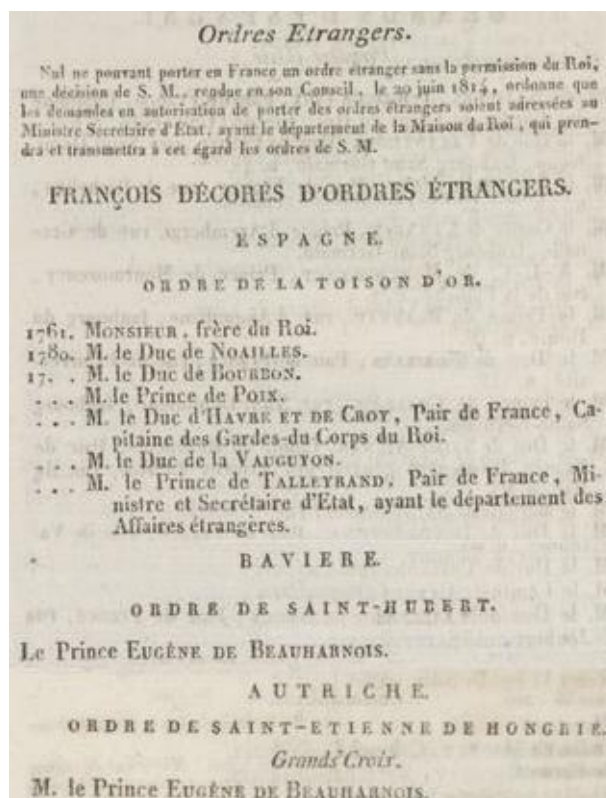 Ordres Etrangers.
Nul ne pouvant porter en France un ordre étranger sans la permission du Roi,
une décision de S. M., rendue en son Conseil, le 20 juin 1814, ordonne que
les demandes en autorisation de porter des ordres étrangers soient adressées au
Ministre Secrétaire d'Etat, ayant le département de la Maison du Roi, qui pren-
dra et transmettra à cet égard les ordres de S. M.
FRANÇOIS DÉCORÉS D'ORDRES ÉTRANGERS.
ESPAGNE.
ORDRE DE LA TOISON D'OR.
1761. MONSIEUR, frère du Roi.
1780. M. le Duc de NOAILLES.
17. . M. le Duc de BOURBON.
. . . M. le Prince de POIX.
. . . M. le Duc d'HAVRÉ ET DE CROY, Pair de France, Ca-
pitaine des Gardes-du-Corps du Roi.
. . . M. le Duc de la VAUGUYON.
. . . M. le Prince de TALLEYRAND, Pair de France, Mi-
nistre et Secrétaire d'Etat, ayant le département des
Affaires étrangères.
BAVIERE.
ORDRE DE SAINT-HUBERT.
Le Prince EUGÈNE DE BEAUHARNOIS.
AUTRICHE.
ORDRE DE SAINT-ETIENNE DE HONGRIE.
Grands'Croix.
M. le Prince EUGÈNE DE BEAUHARNOIS.